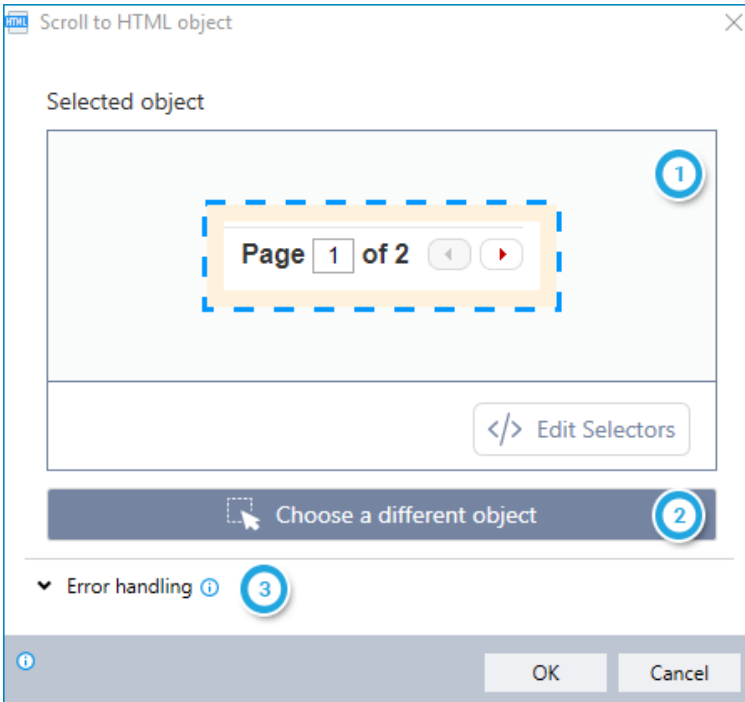 HTML Scroll to HTML object
Selected object
1
Page 1 of 2
</> Edit Selectors
Choose a different object 2
Error handling 3
OK Cancel